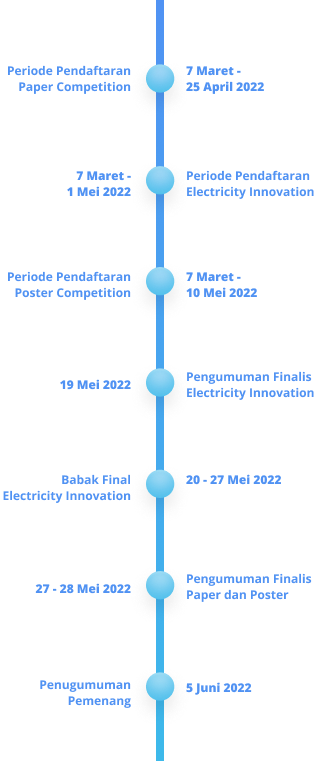 Periode Pendaftaran
Paper Competition
7 Maret -
25 April 2022
7 Maret -
1 Mei 2022
Periode Pendaftaran
Electricity Innovation
Periode Pendaftaran
Poster Competition
7 Maret -
10 Mei 2022
19 Mei 2022
Pengumuman Finalis
Electricity Innovation
Babak Final
Electricity Innovation
20 - 27 Mei 2022
27 - 28 Mei 2022
Pengumuman Finalis
Paper dan Poster
Penugumuman
Pemenang
5 Juni 2022